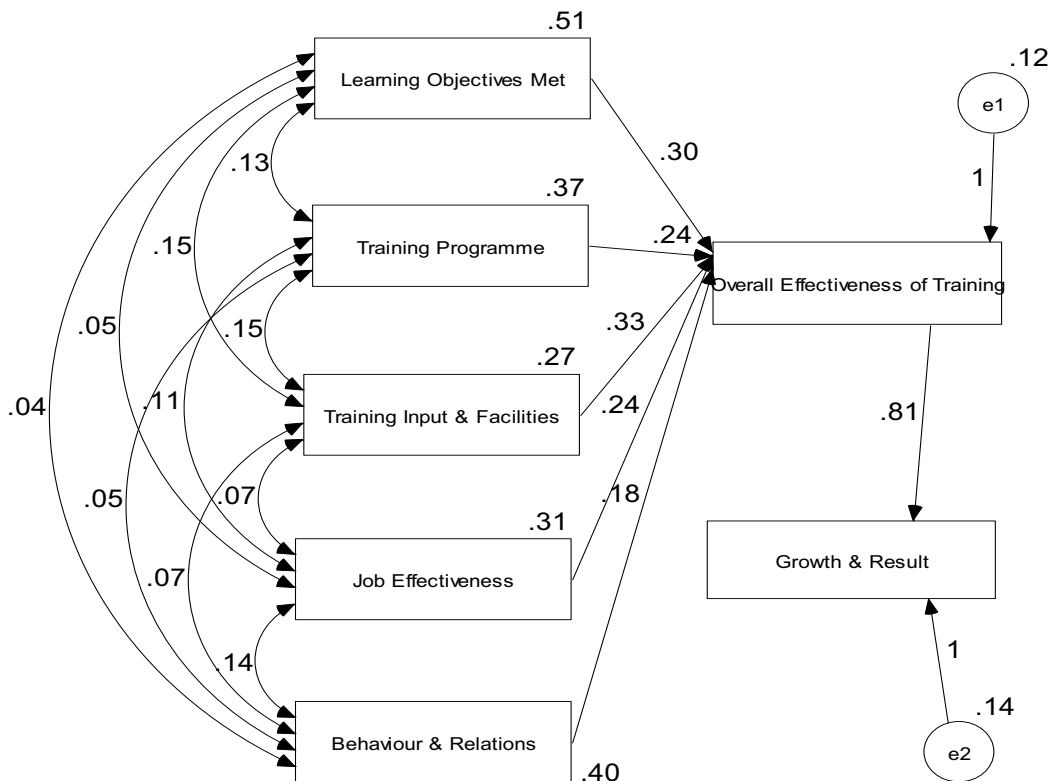 .51
Learning Objectives Met
.12
e1
.30
1
.13
.37
Training Programme
.24
.15
Overall Effectiveness of Training
.05
.15
.33
.27
Training Input & Facilities
.04
.11
.24
.81
.05
.07
.18
.31
Job Effectiveness
Growth & Result
.07
.14
1
.14
Behaviour & Relations
e2
.40